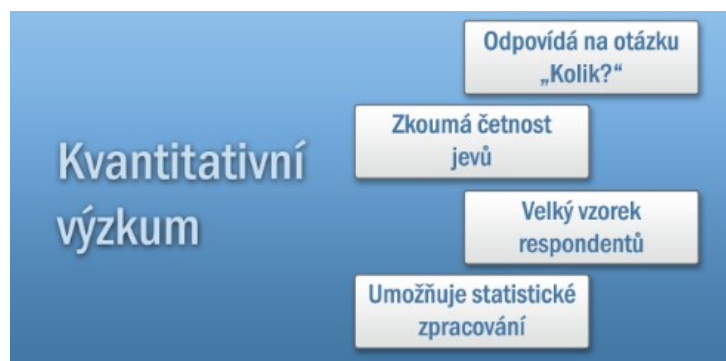 Kvantitativní
výzkum
Odpovídá na otázku
„Kolik?“
Zkoumá četnost
jevů
Velký vzorek
respondentů
Umožňuje statistické
zpracování